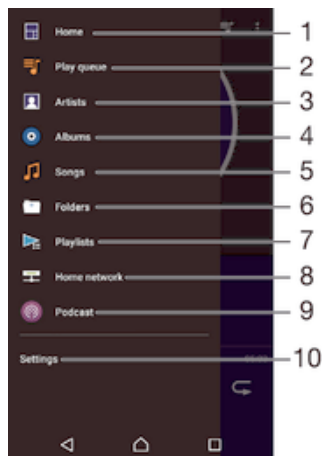 Home 1
Play queue 2
Artists 3
Albums 4
Songs 5
Folders 6
Playlists 7
Home network 8
Podcast 9
Settings 10